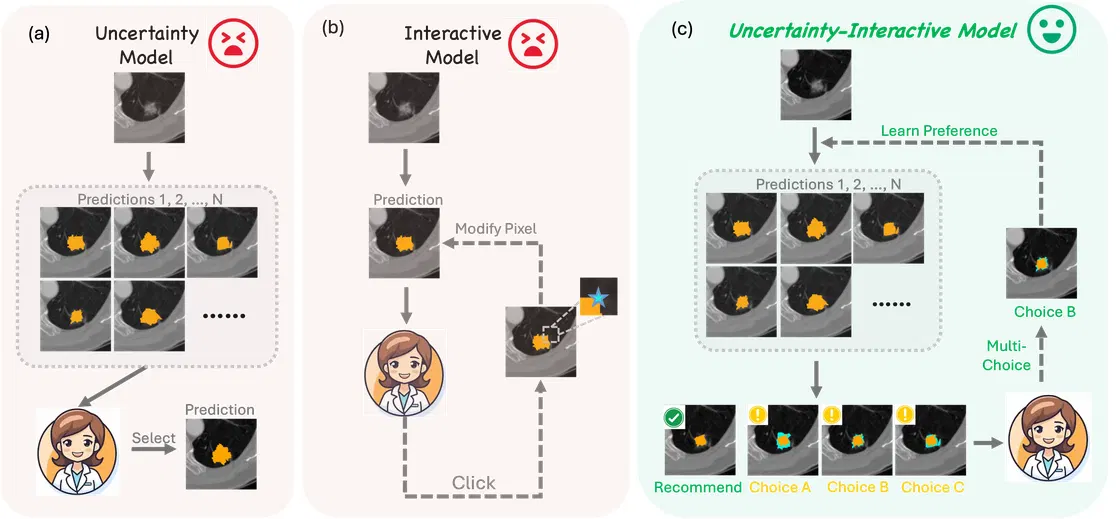 (a)
Uncertainty
Model
Predictions 1, 2, ..., N
......
Select
Prediction
(b)
Interactive
Model
Prediction
Modify Pixel
Click
(c)
Uncertainty-Interactive Model
Learn Preference
Predictions 1, 2, ..., N
......
Choice B
Multi-
Choice
Recommend
Choice A
Choice B
Choice C